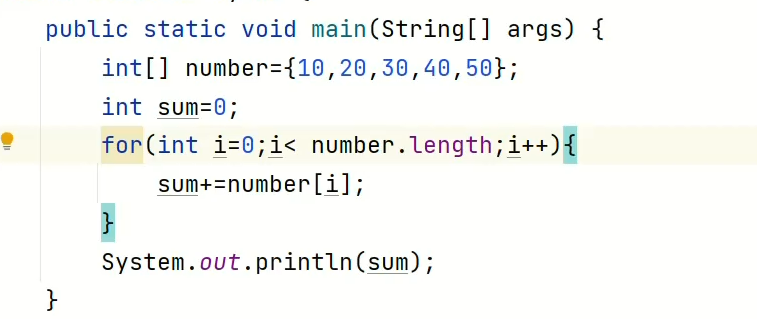 public static void main(String[] args) {
int[] number={10,20,30,40,50};
int sum=0;
for(int i=0;i< number.length;i++){
sum+=number[i];
}
System.out.println(sum);
}